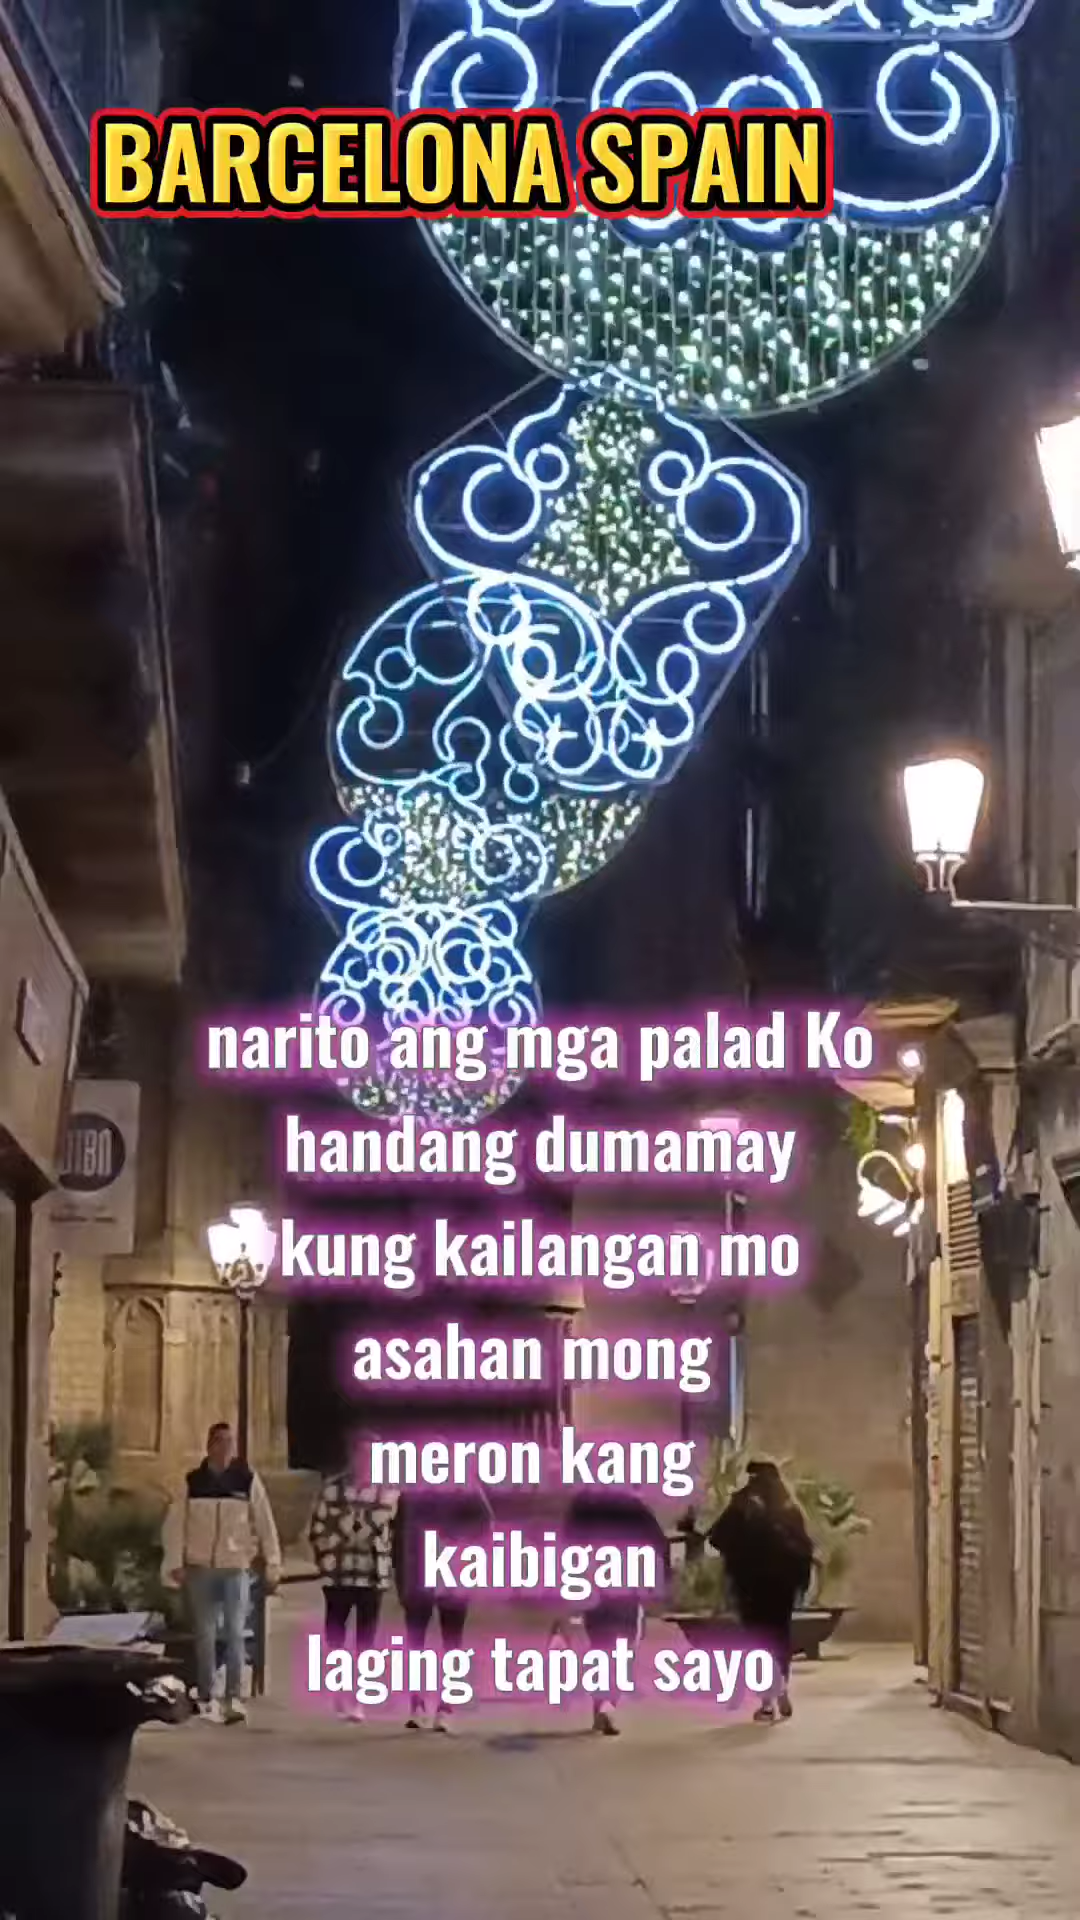 BARCELONA SPAIN
narito ang mga palad Ko
handang dumamay
kung kailangan mo
asahan mong
meron kang
kaibigan
laging tapat sayo